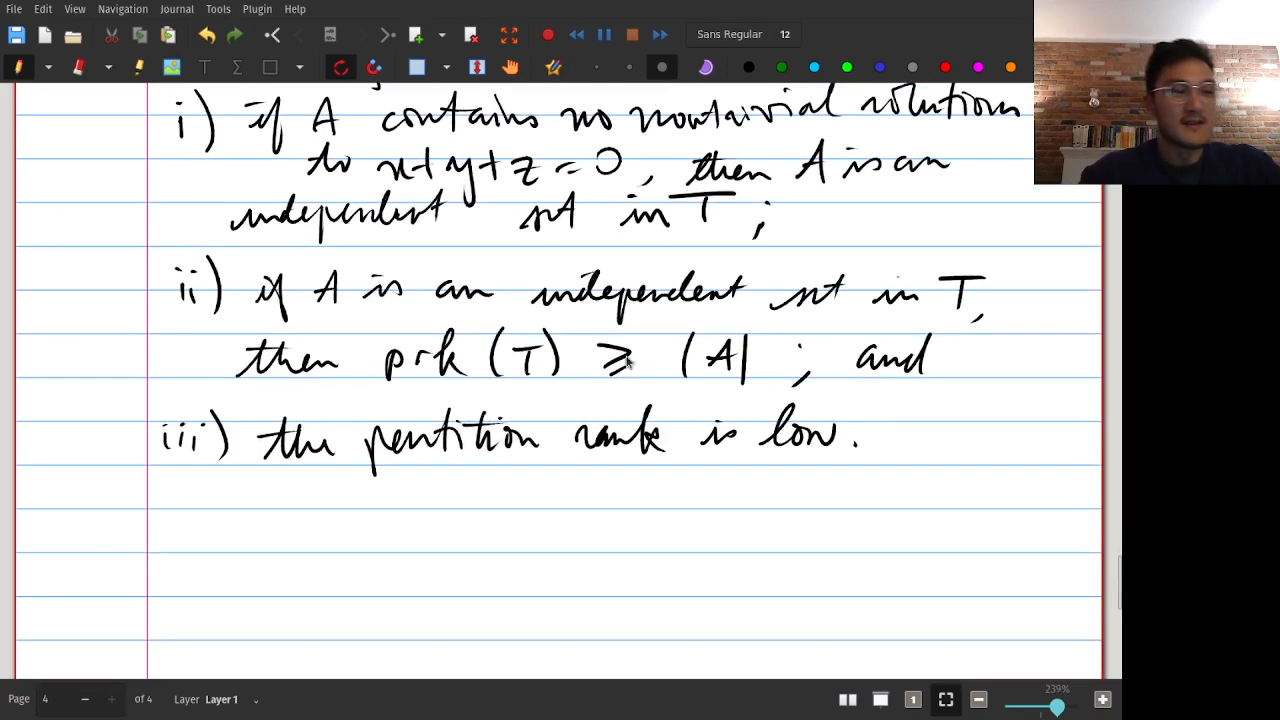 File Edit View Navigation Journal Tools Plugin Help
Sans Regular 12
i) if A contains no nontrivial solutions
to x+y+z=0, then A is an
independent set in T;
ii) if A is an independent set in T,
then prk (T) ⩾ |A| ; and
iii) the partition rank is low.
Page 4 of 4 Layer Layer 1 1 239%